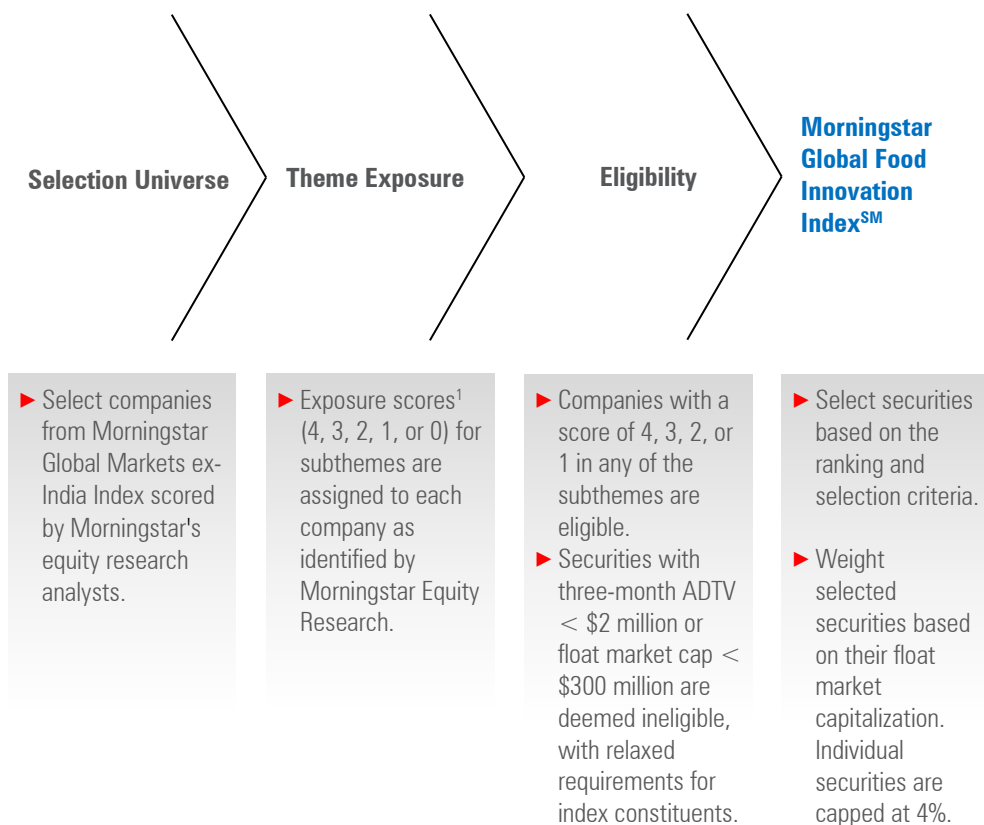 Selection Universe
Theme Exposure
Eligibility
Morningstar
Global Food
Innovation
Index℠
► Select companies
from Morningstar
Global Markets ex-
India Index scored
by Morningstar's
equity research
analysts.
► Exposure scores¹
(4, 3, 2, 1, or 0) for
subthemes are
assigned to each
company as
identified by
Morningstar Equity
Research.
► Companies with a
score of 4, 3, 2, or
1 in any of the
subthemes are
eligible.
► Securities with
three-month ADTV
< $2 million or
float market cap <
$300 million are
deemed ineligible,
with relaxed
requirements for
index constituents.
► Select securities
based on the
ranking and
selection criteria.
► Weight
selected
securities based
on their float
market
capitalization.
Individual
securities are
capped at 4%.